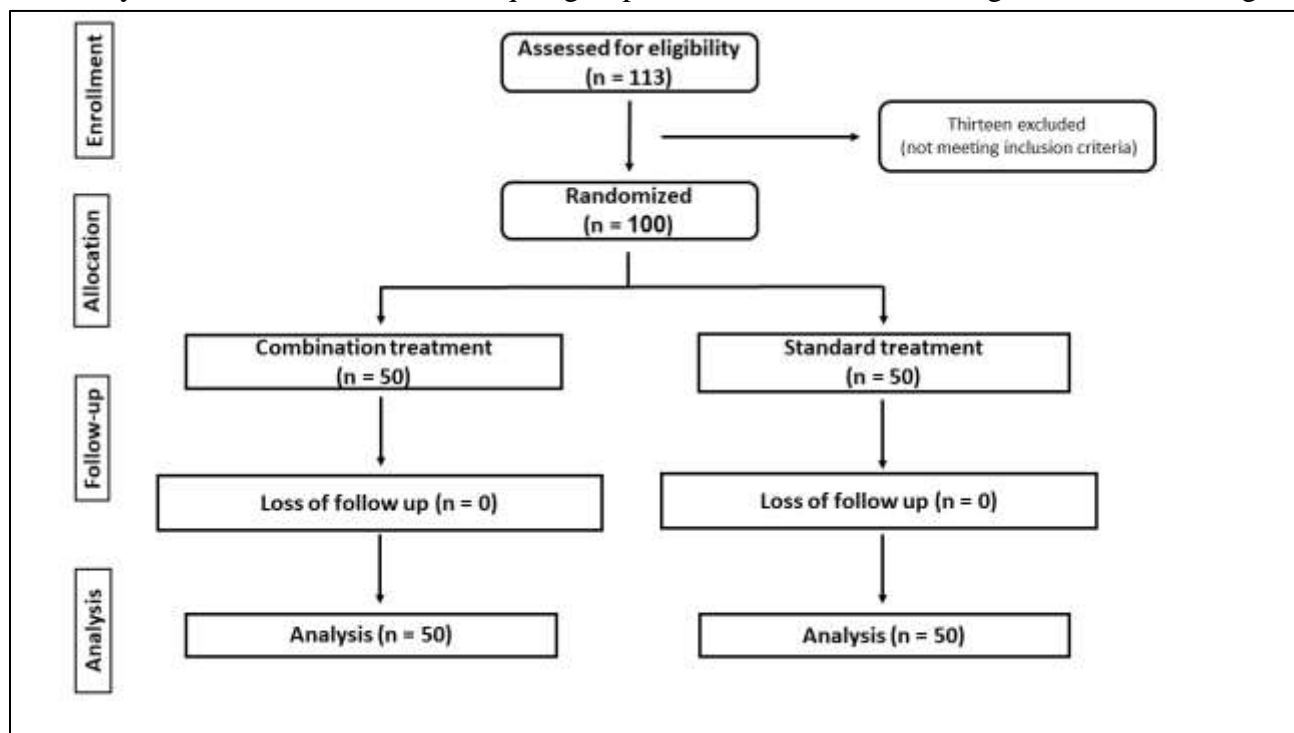 Enrollment
Assessed for eligibility
(n = 113)
Thirteen excluded
(not meeting inclusion criteria)
Allocation
Randomized
(n = 100)
Combination treatment
(n = 50)
Standard treatment
(n = 50)
Follow-up
Loss of follow up (n = 0)
Loss of follow up (n = 0)
Analysis
Analysis (n = 50)
Analysis (n = 50)